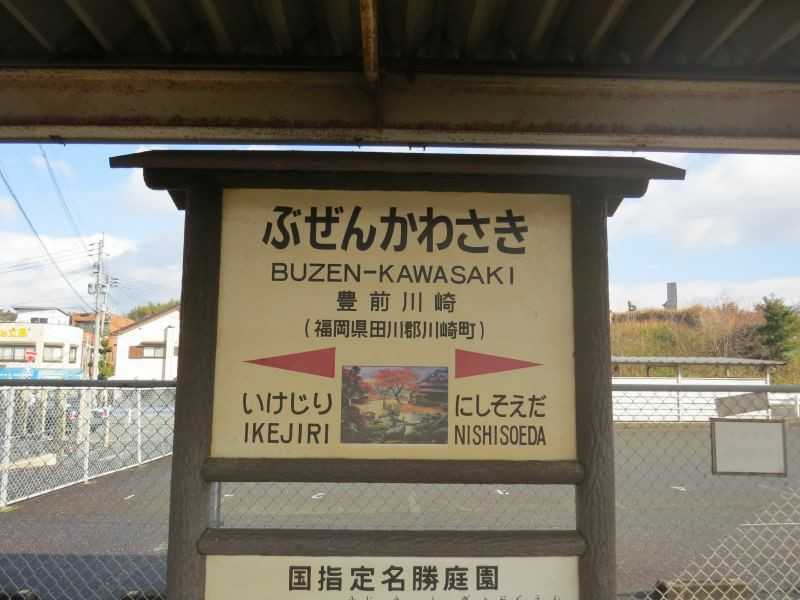 ぶぜんかわさき
BUZEN-KAWASAKI
豊前川崎
(福岡県田川郡川崎町)
いけじり
IKEJIRI
にしそえだ
NISHISOEDA
国指定名勝庭園